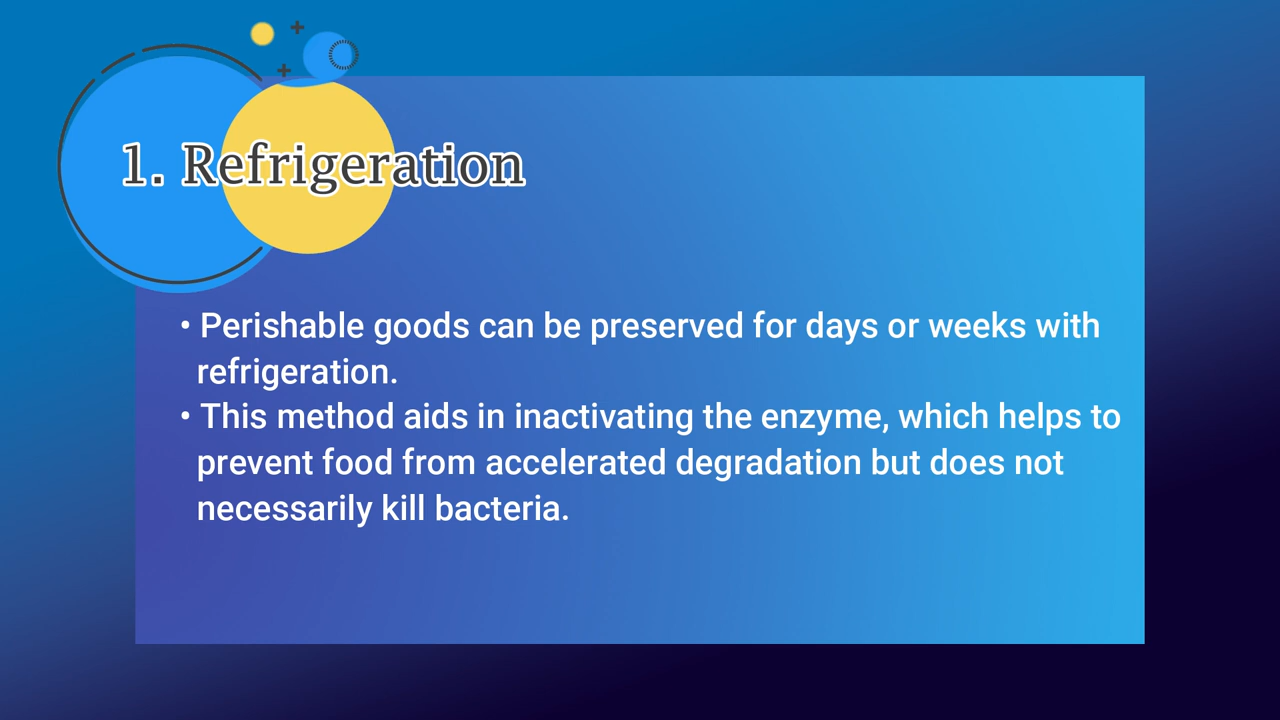 1. Refrigeration
• Perishable goods can be preserved for days or weeks with
refrigeration.
• This method aids in inactivating the enzyme, which helps to
prevent food from accelerated degradation but does not
necessarily kill bacteria.